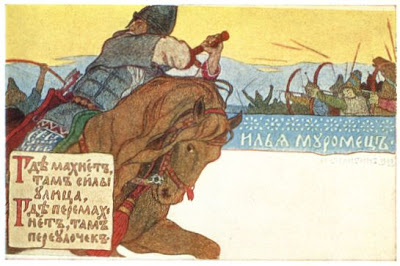 ГДѢ МАХНЕТЪ,
ТАМЪ СИЛЫ
УЛИЦА,
ГДѢ ПЕРЕМАХ-
НЕТЪ, ТАМЪ
ПЕРЕУЛОЧЕКЪ·
ИЛЬЯ МУРОМЕЦЪ·